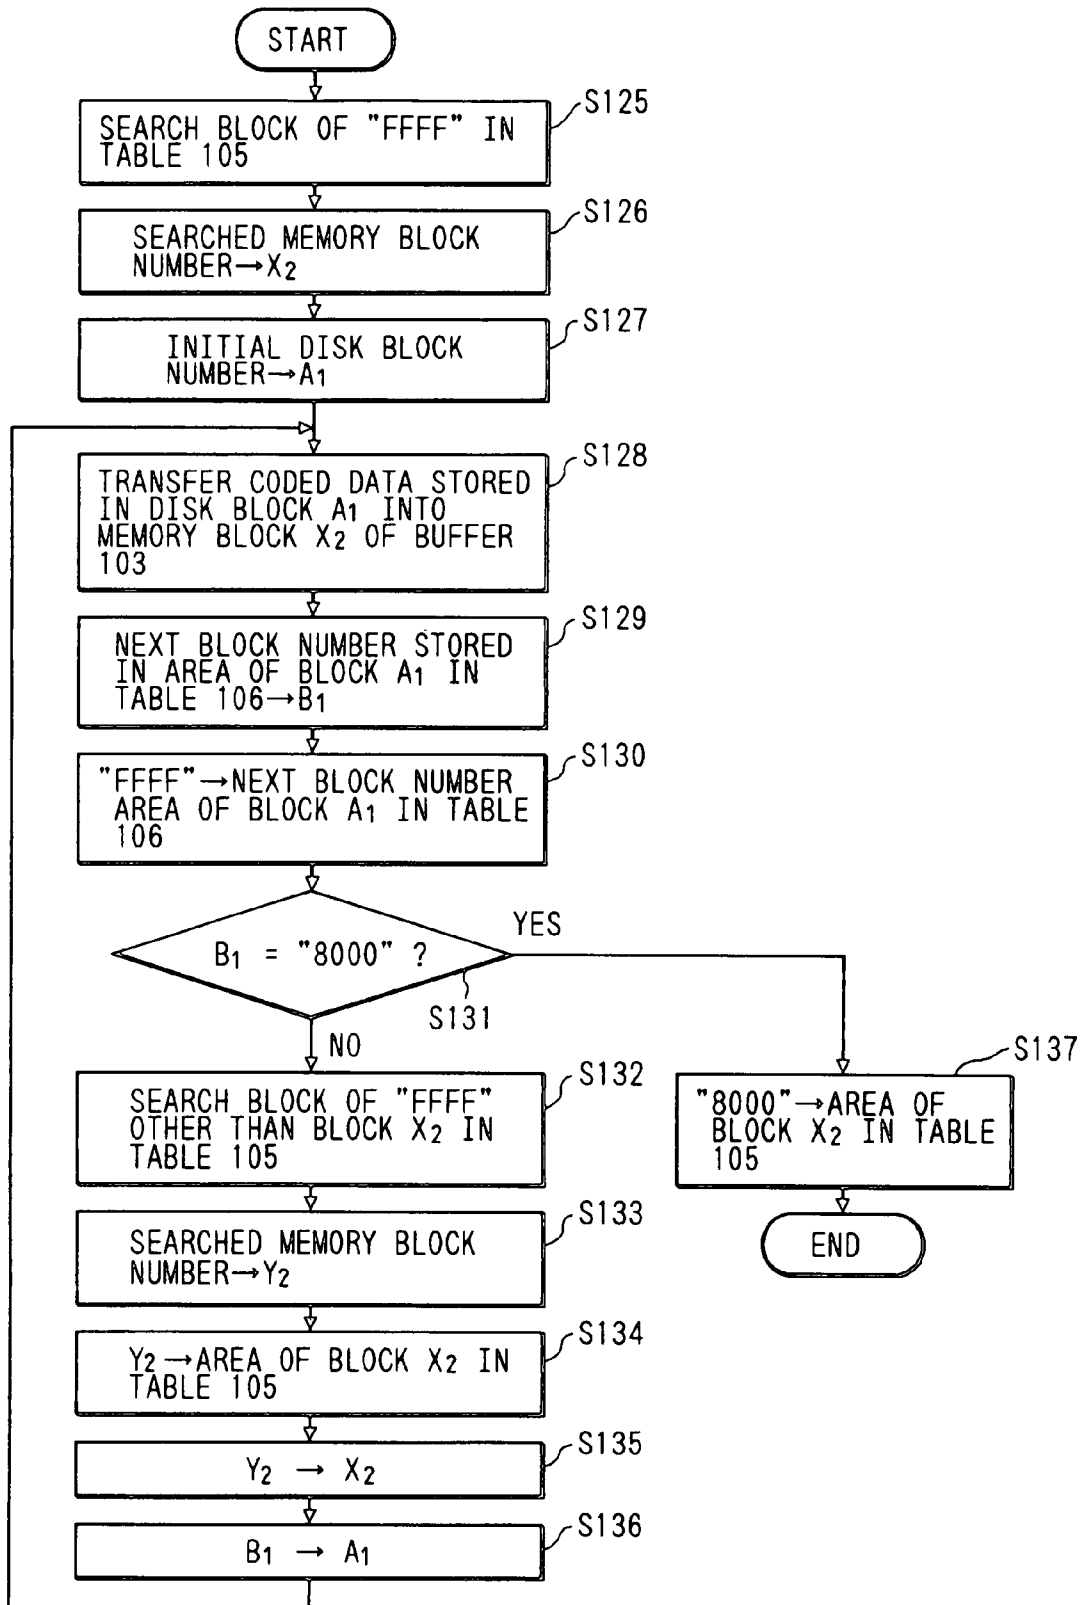 START
S125
SEARCH BLOCK OF "FFFF" IN
TABLE 105
S126
SEARCHED MEMORY BLOCK
NUMBER→X2
S127
INITIAL DISK BLOCK
NUMBER→A1
S128
TRANSFER CODED DATA STORED
IN DISK BLOCK A1 INTO
MEMORY BLOCK X2 OF BUFFER
103
S129
NEXT BLOCK NUMBER STORED
IN AREA OF BLOCK A1 IN
TABLE 106→B1
S130
"FFFF"→NEXT BLOCK NUMBER
AREA OF BLOCK A1 IN TABLE
106
B1 = "8000" ?
YES
S131
NO
S132
SEARCH BLOCK OF "FFFF"
OTHER THAN BLOCK X2 IN
TABLE 105
S137
"8000"→AREA OF
BLOCK X2 IN TABLE
105
S133
SEARCHED MEMORY BLOCK
NUMBER→Y2
END
S134
Y2→AREA OF BLOCK X2 IN
TABLE 105
S135
Y2 → X2
S136
B1 → A1